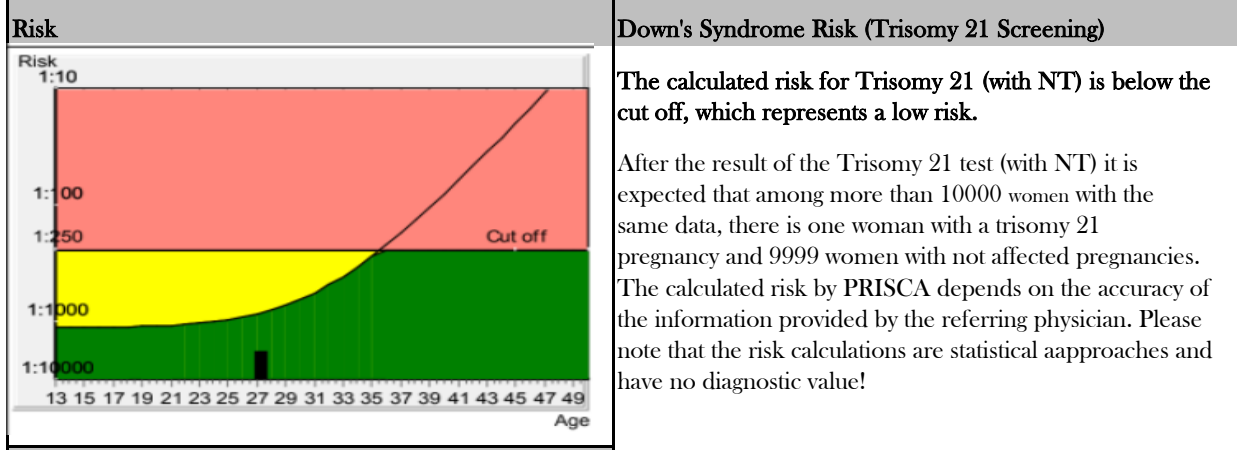 Risk
Risk
1:10
1:100
1:250
Cut off
1:1000
1:10000
13 15 17 19 21 23 25 27 29 31 33 35 37 39 41 43 45 47 49
Age
Down's Syndrome Risk (Trisomy 21 Screening)
The calculated risk for Trisomy 21 (with NT) is below the
cut off, which represents a low risk.
After the result of the Trisomy 21 test (with NT) it is
expected that among more than 10000 women with the
same data, there is one woman with a trisomy 21
pregnancy and 9999 women with not affected pregnancies.
The calculated risk by PRISCA depends on the accuracy of
the information provided by the referring physician. Please
note that the risk calculations are statistical aapproaches and
have no diagnostic value!